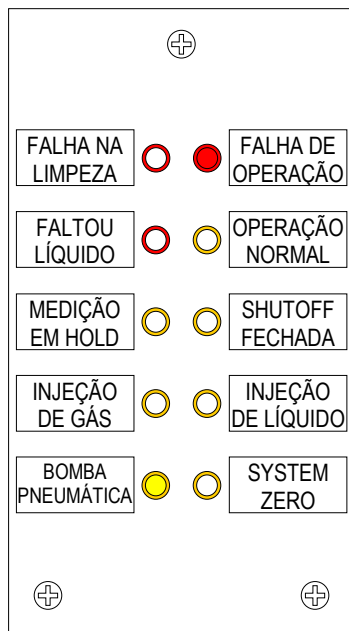 FALHA NA
LIMPEZA
FALHA DE
OPERAÇÃO
FALTOU
LÍQUIDO
OPERAÇÃO
NORMAL
MEDIÇÃO
EM HOLD
SHUTOFF
FECHADA
INJEÇÃO
DE GÁS
INJEÇÃO
DE LÍQUIDO
BOMBA
PNEUMÁTICA
SYSTEM
ZERO